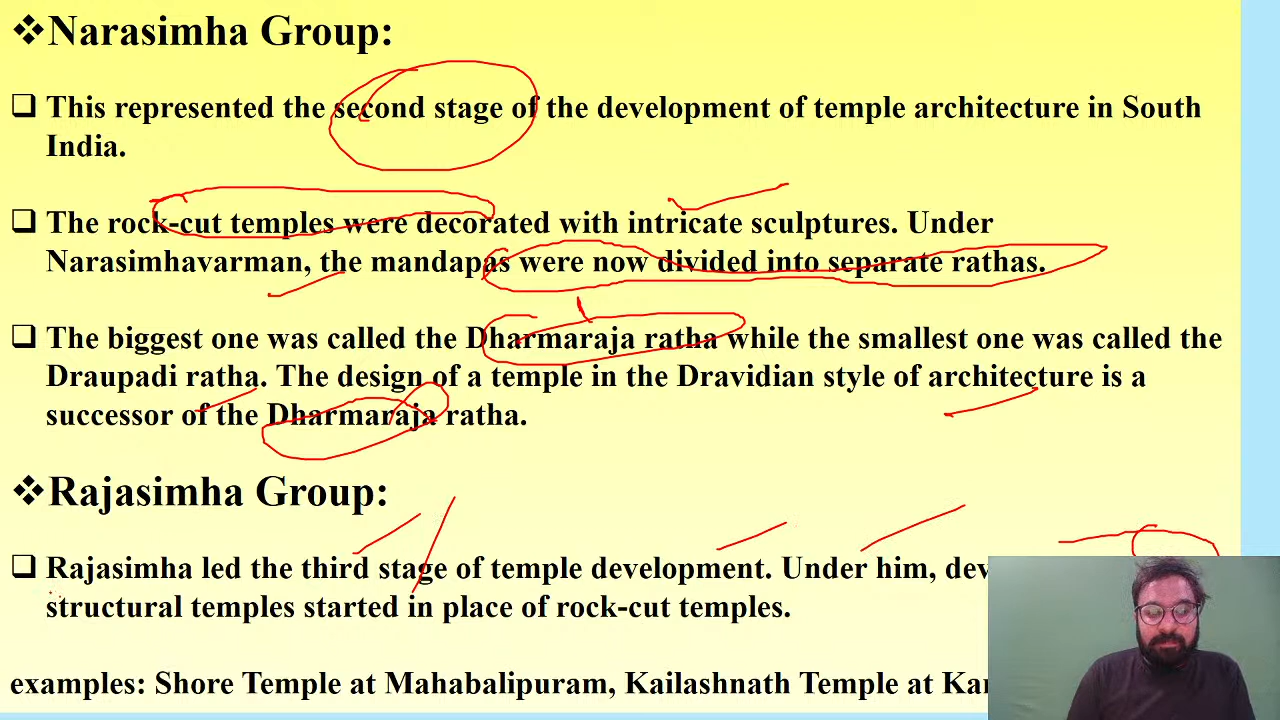 ❖Narasimha Group:
❑ This represented the second stage of the development of temple architecture in South
India.
❑ The rock-cut temples were decorated with intricate sculptures. Under
Narasimhavarman, the mandapas were now divided into separate rathas.
❑ The biggest one was called the Dharmaraja ratha while the smallest one was called the
Draupadi ratha. The design of a temple in the Dravidian style of architecture is a
successor of the Dharmaraja ratha.
❖Rajasimha Group:
❑ Rajasimha led the third stage of temple development. Under him,
structural temples started in place of rock-cut temples.
examples: Shore Temple at Mahabalipuram, Kailashnath Temple at